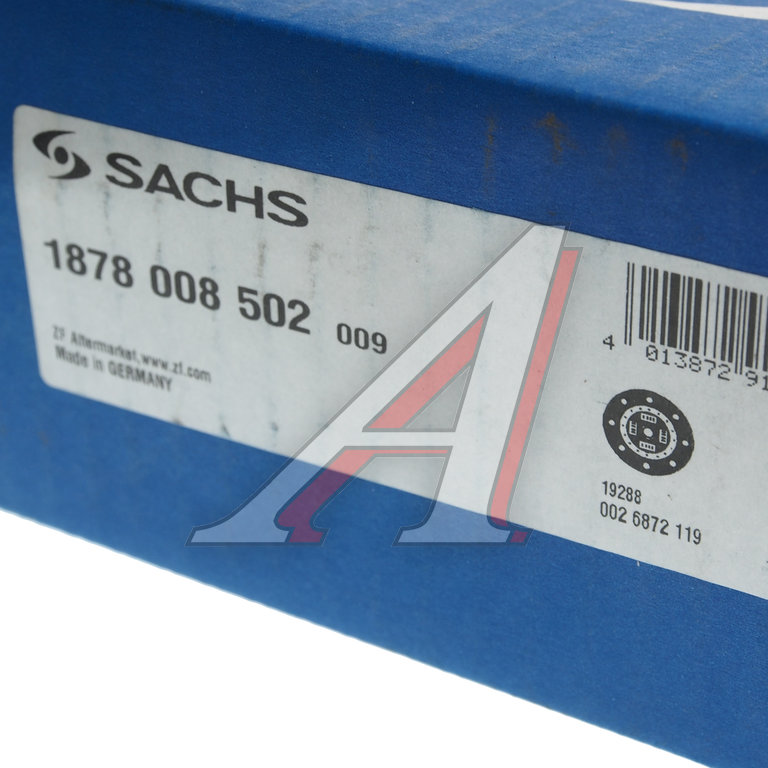 SACHS
1878 008 502 009
ZF Aftermarket, www.zf.com
Made in GERMANY
4 013872 91
19288
002 6872 119